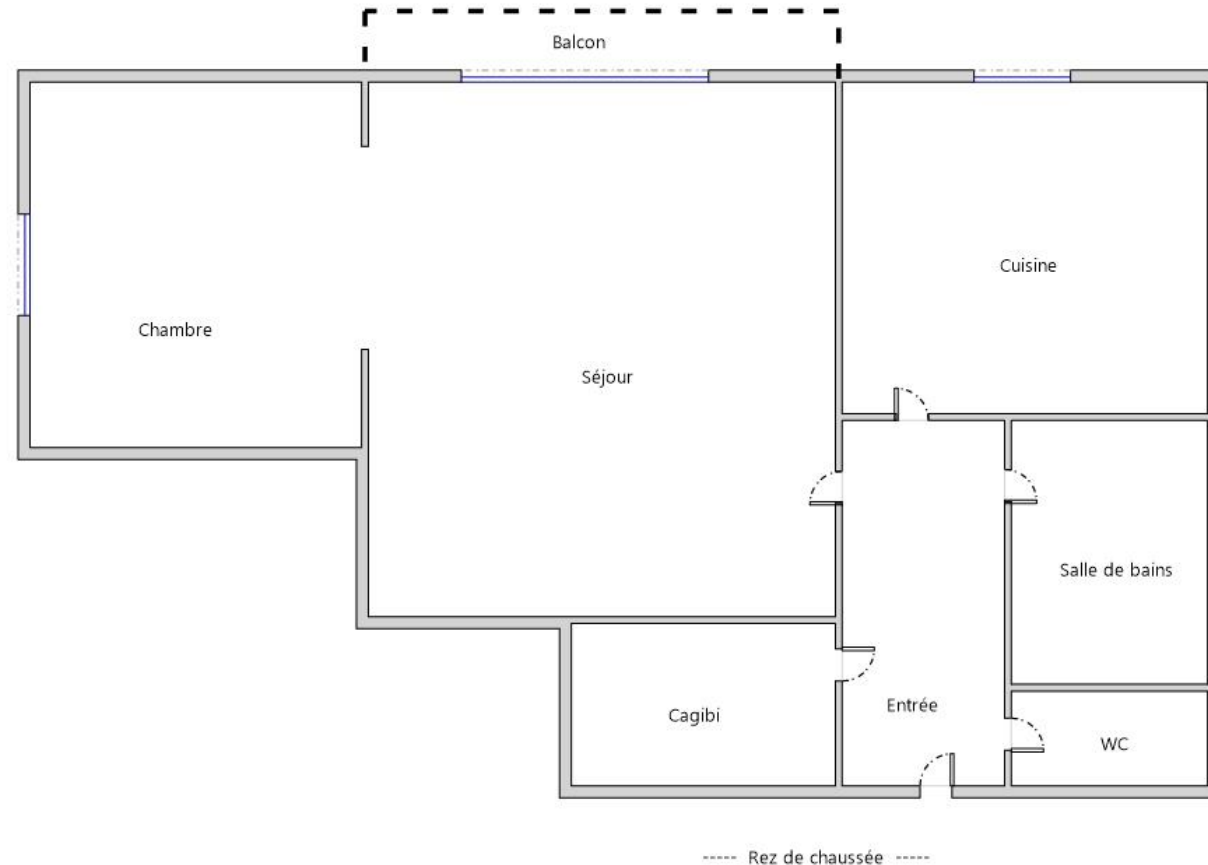 Balcon
Cuisine
Chambre
Séjour
Salle de bains
Entrée
Cagibi
WC
----- Rez de chaussée -----